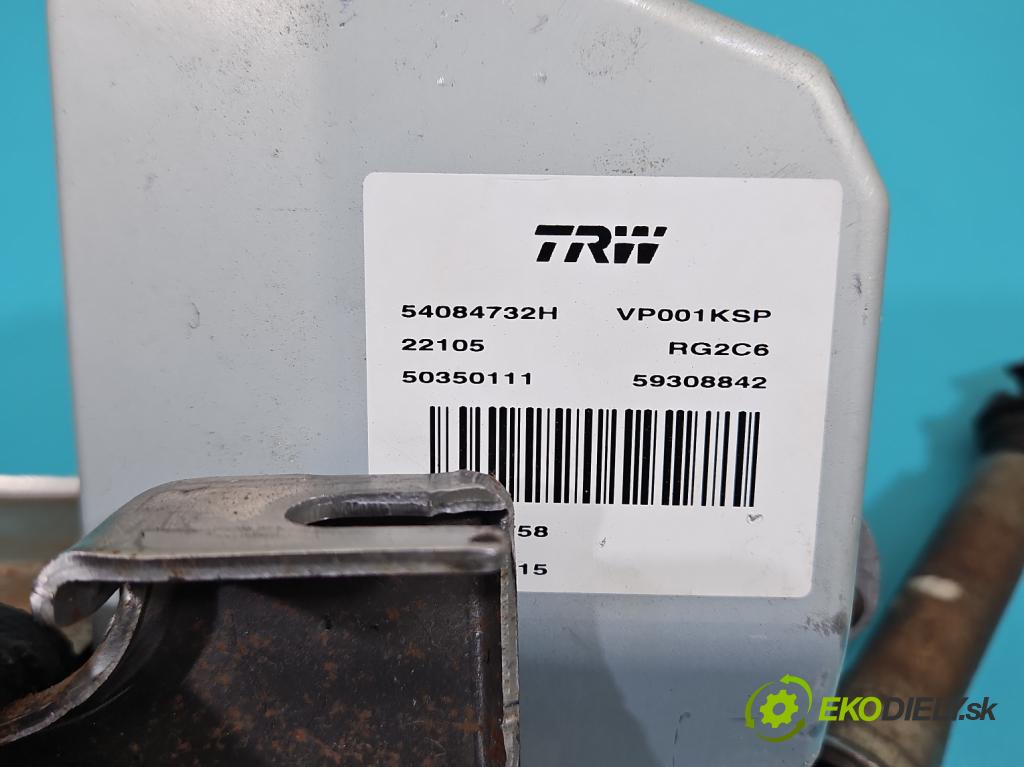 TRW
54084732H VP001KSP
22105 RG2C6
50350111 59308842
58
15
EKODIELY.sk